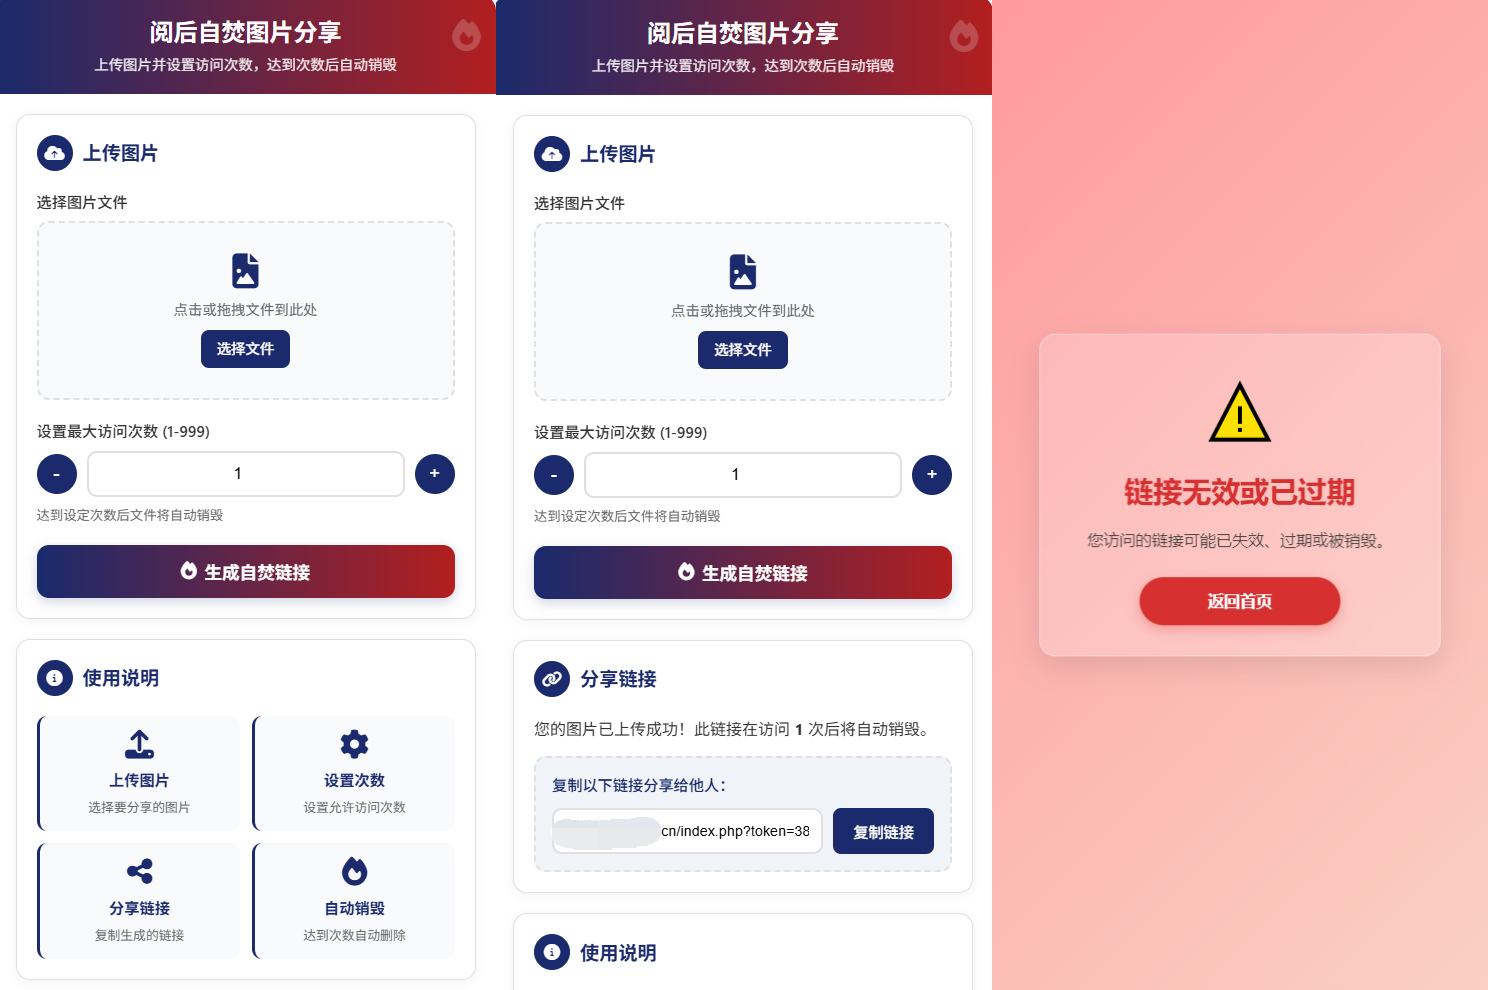 阅后自焚图片分享
上传图片并设置访问次数，达到次数后自动销毁
上传图片
选择图片文件
点击或拖拽文件到此处
选择文件
设置最大访问次数 (1-999)
-
1
+
达到设定次数后文件将自动销毁
生成自焚链接
使用说明
上传图片
选择要分享的图片
设置次数
设置允许访问次数
分享链接
复制生成的链接
自动销毁
达到次数自动删除
阅后自焚图片分享
上传图片并设置访问次数，达到次数后自动销毁
上传图片
选择图片文件
点击或拖拽文件到此处
选择文件
设置最大访问次数 (1-999)
-
1
+
达到设定次数后文件将自动销毁
生成自焚链接
分享链接
您的图片已上传成功！此链接在访问 1 次后将自动销毁。
复制以下链接分享给他人：
cn/index.php?token=38
复制链接
使用说明
链接无效或已过期
您访问的链接可能已失效、过期或被销毁。
返回首页